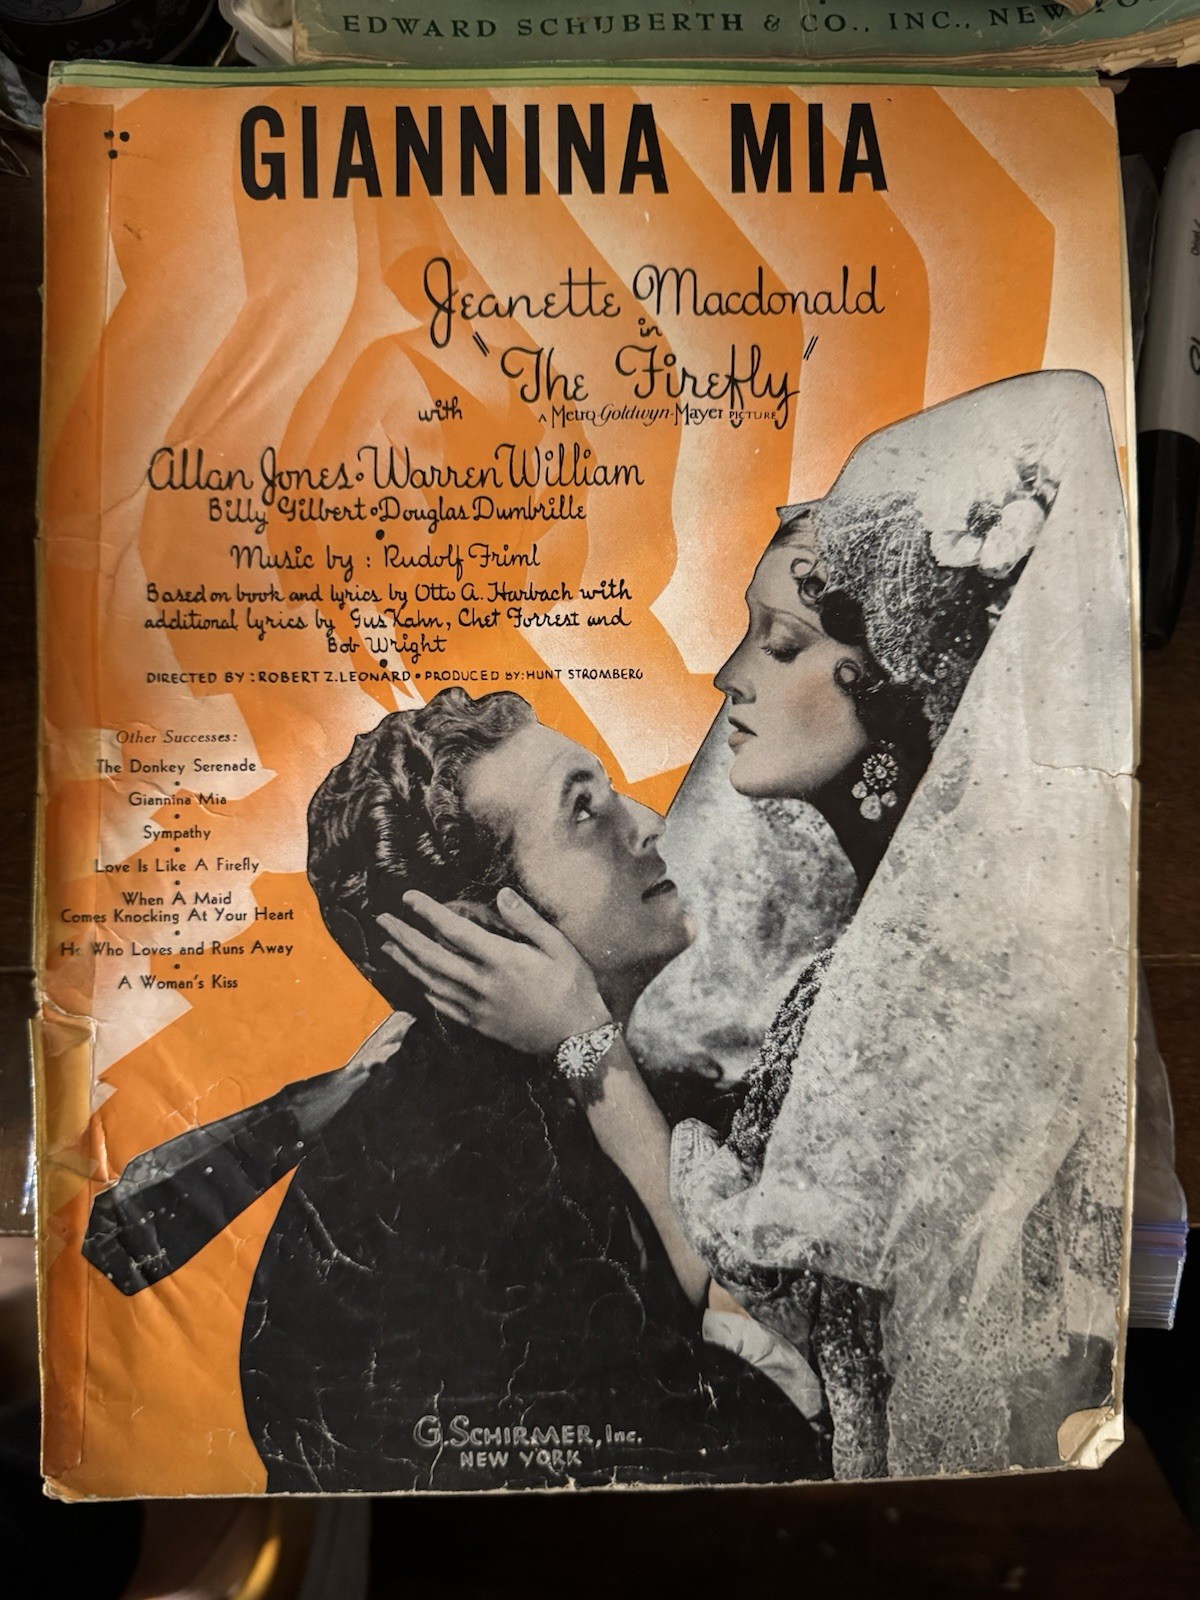 EDWARD SCHUBERTH & CO., INC., NEW
GIANNINA MIA
Jeanette Macdonald
in
"The Firefly"
with
A Metro-Goldwyn-Mayer PICTURE
Allan Jones • Warren William
Billy Gilbert • Douglas Dumbrille
Music by : Rudolf Friml
Based on book and lyrics by Otto A. Harbach with
additional lyrics by Gus Kahn, Chet Forrest and
Bob Wright
DIRECTED BY : ROBERT Z. LEONARD • PRODUCED BY: HUNT STROMBERG
Other Successes:
The Donkey Serenade
Giannina Mia
Sympathy
Love Is Like A Firefly
When A Maid
Comes Knocking At Your Heart
He Who Loves and Runs Away
A Woman's Kiss
G. SCHIRMER, Inc.
NEW YORK